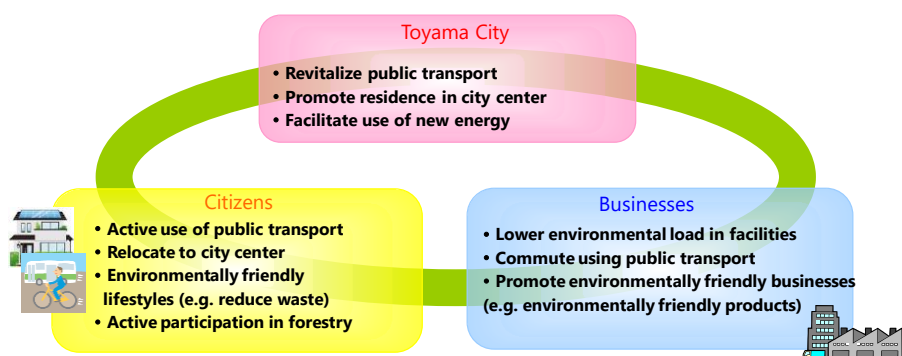 Toyama City
• Revitalize public transport
• Promote residence in city center
• Facilitate use of new energy
Citizens
• Active use of public transport
• Relocate to city center
• Environmentally friendly
lifestyles (e.g. reduce waste)
• Active participation in forestry
Businesses
• Lower environmental load in facilities
• Commute using public transport
• Promote environmentally friendly businesses
(e.g. environmentally friendly products)